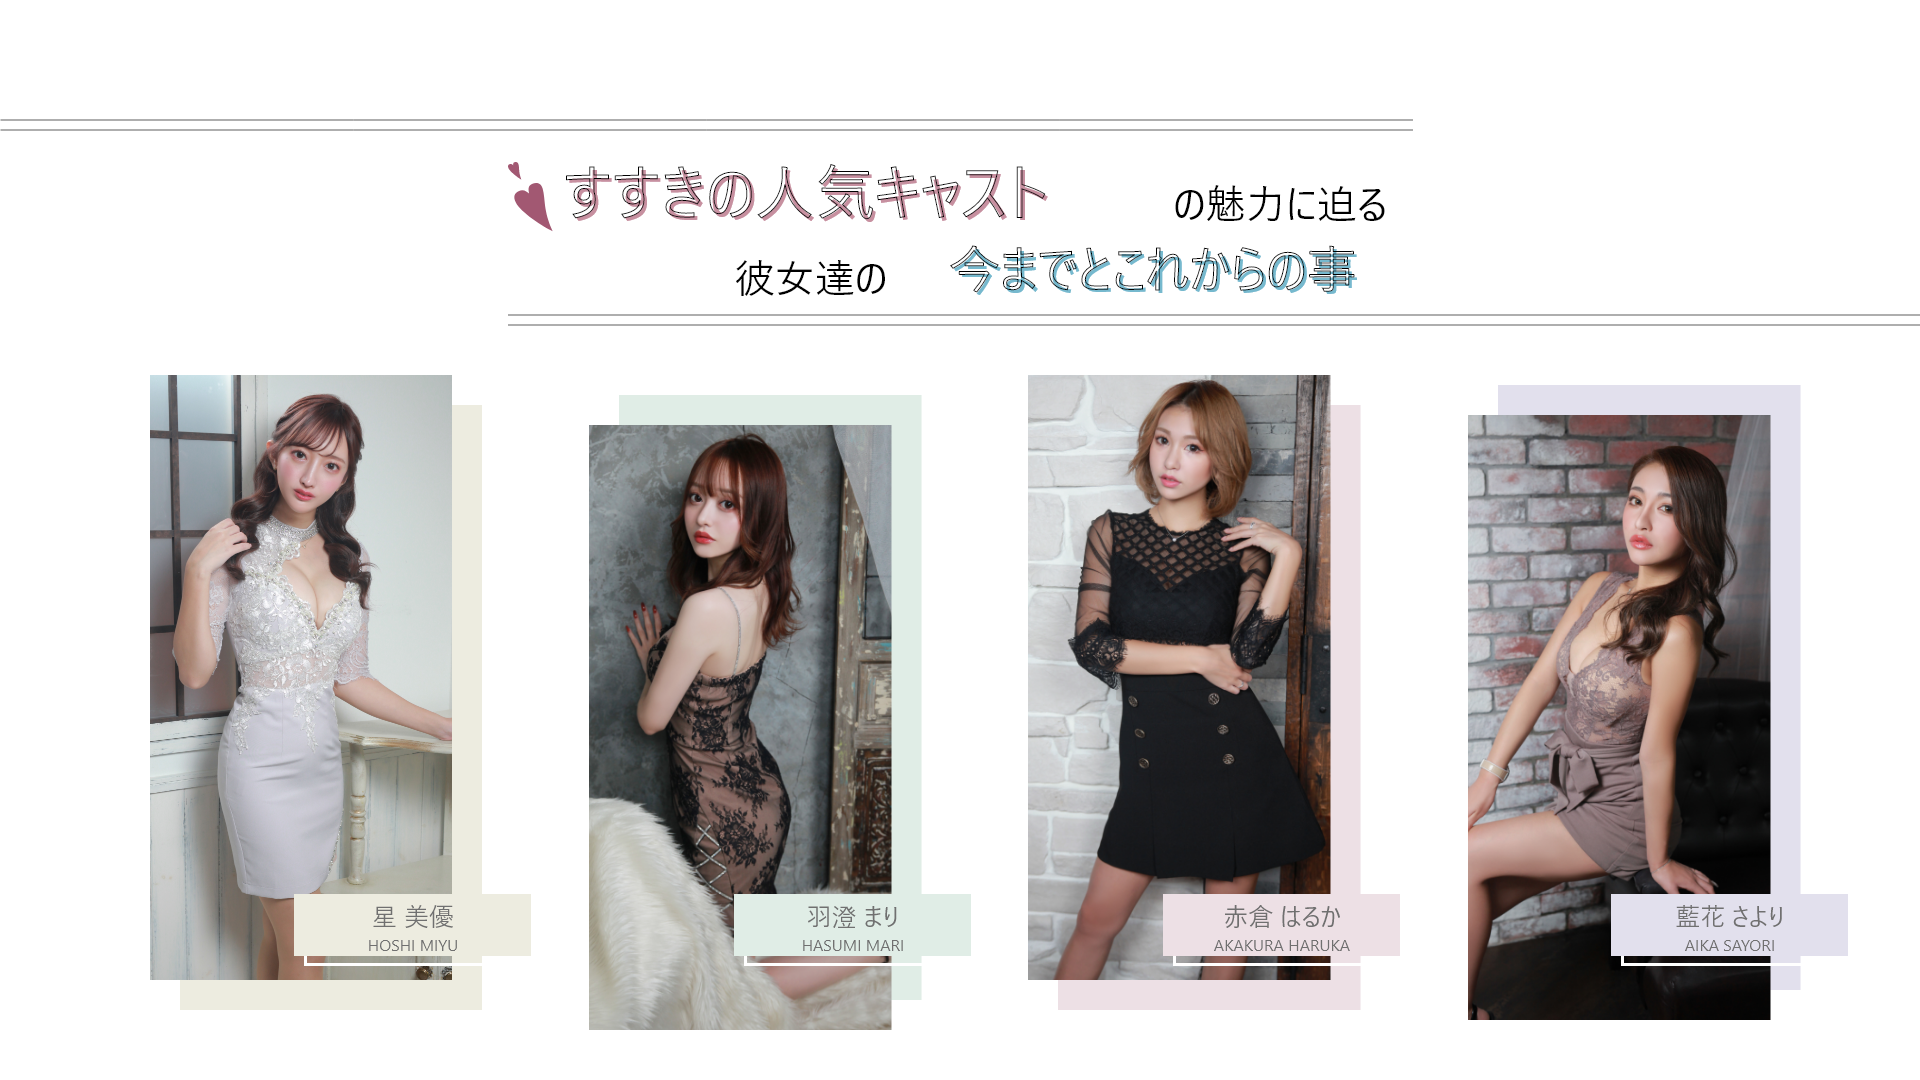 すすきの人気キャスト の魅力に迫る
彼女達の 今までとこれからの事
星 美優
HOSHI MIYU
羽澄 まり
HASUMI MARI
赤倉 はるか
AKAKURA HARUKA
藍花 さより
AIKA SAYORI